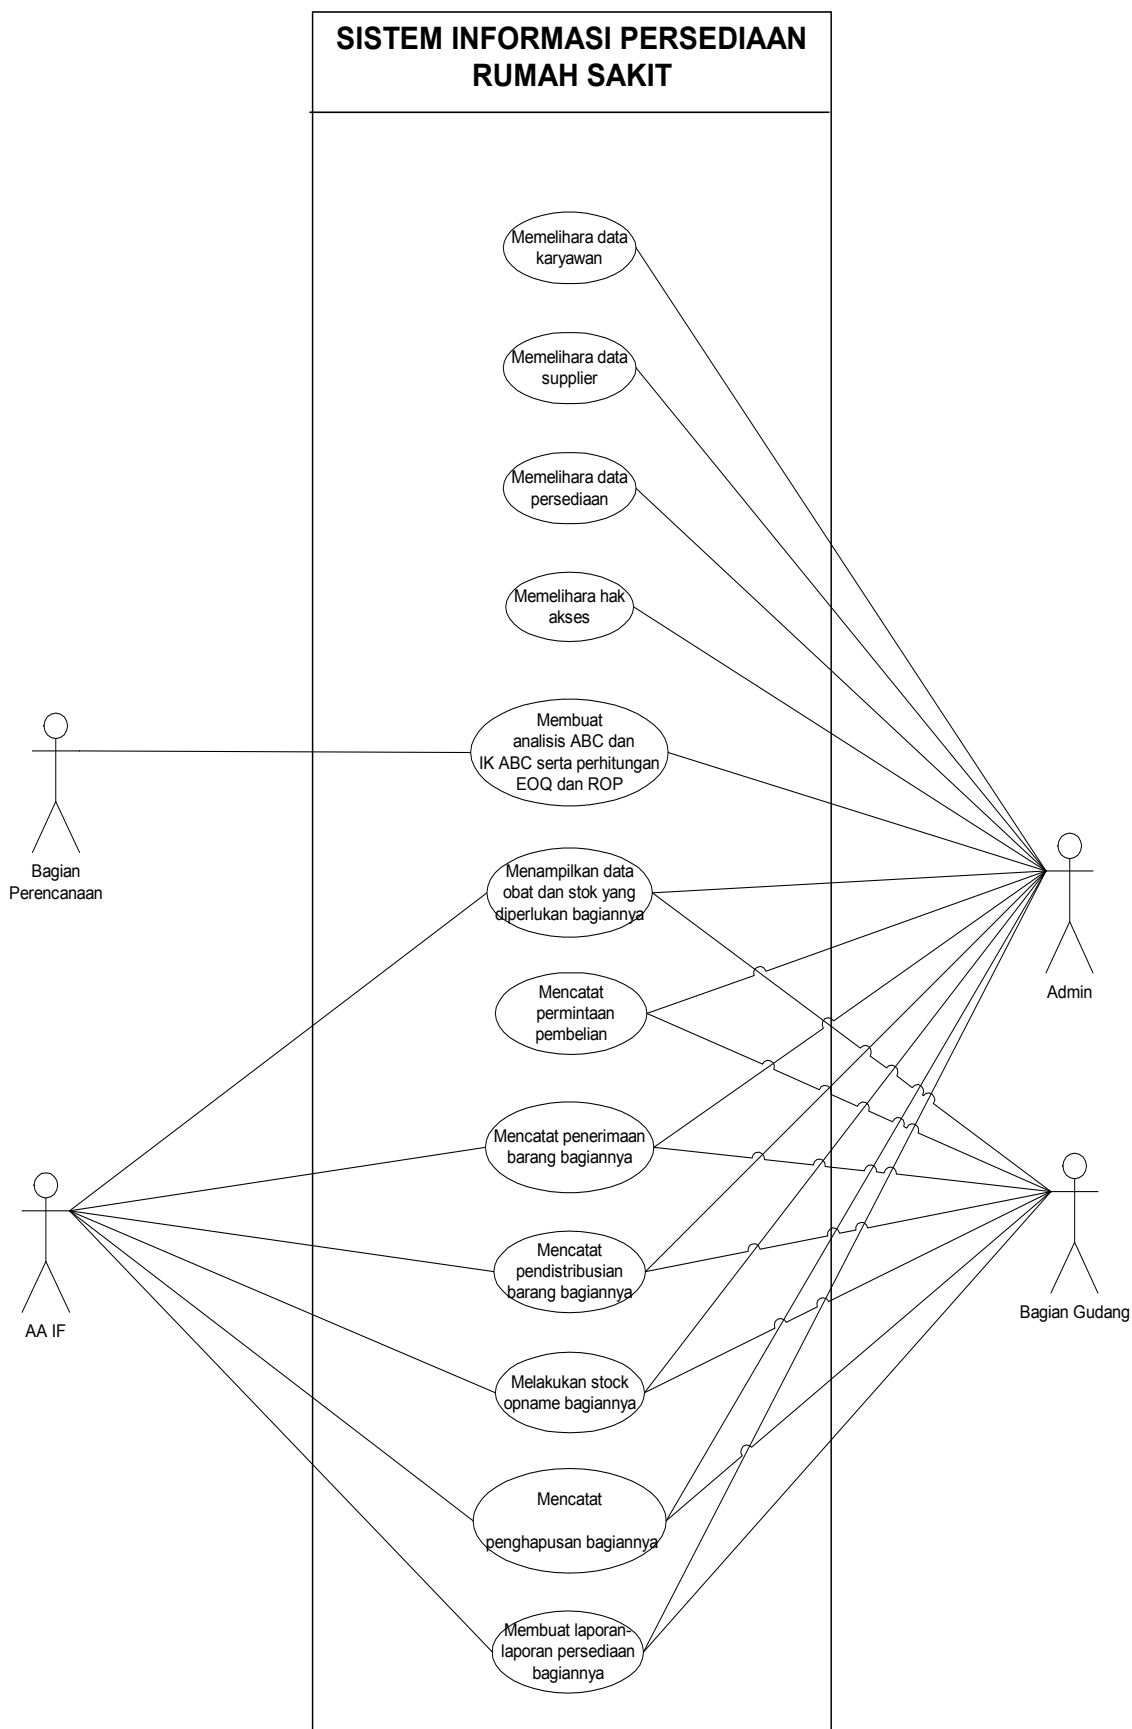 SISTEM INFORMASI PERSEDIAAN
RUMAH SAKIT
Memelihara data
karyawan
Memelihara data
supplier
Memelihara data
persediaan
Memelihara hak
akses
Membuat
analisis ABC dan
IK ABC serta perhitungan
EOQ dan ROP
Bagian
Perencanaan
Menampilkan data
obat dan stok yang
diperlukan bagiannya
Admin
Mencatat
permintaan
pembelian
Mencatat penerimaan
barang bagiannya
Mencatat
pendistribusian
barang bagiannya
AA IF
Bagian Gudang
Melakukan stock
opname bagiannya
Mencatat
penghapusan bagiannya
Membuat laporan-
laporan persediaan
bagiannya